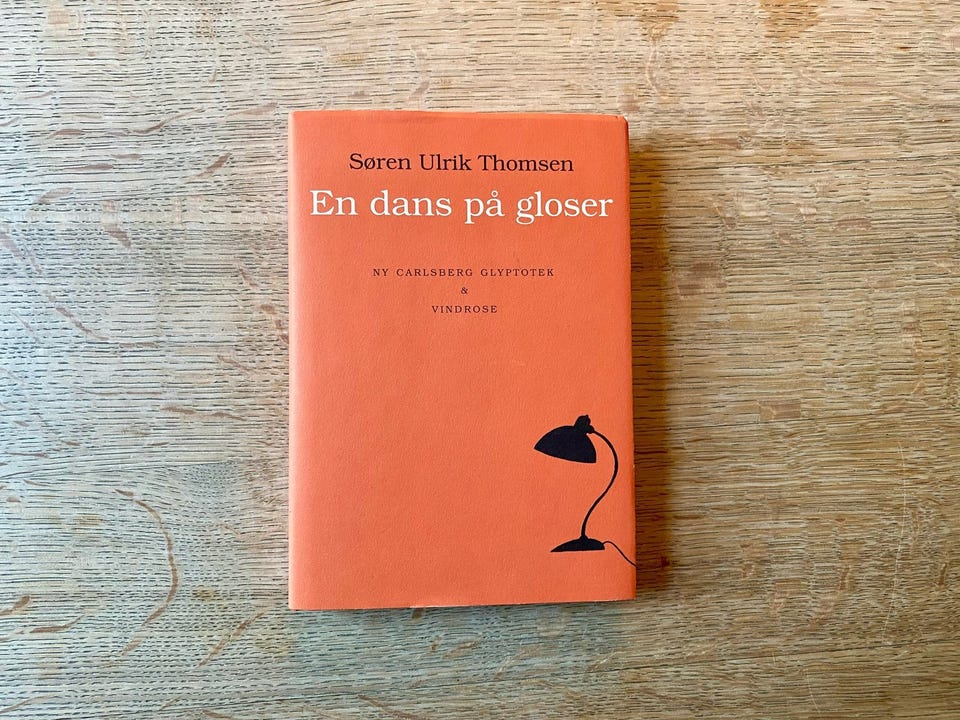 Søren Ulrik Thomsen
En dans på gloser
NY CARLSBERG GLYPTOTEK
&
VINDROSE